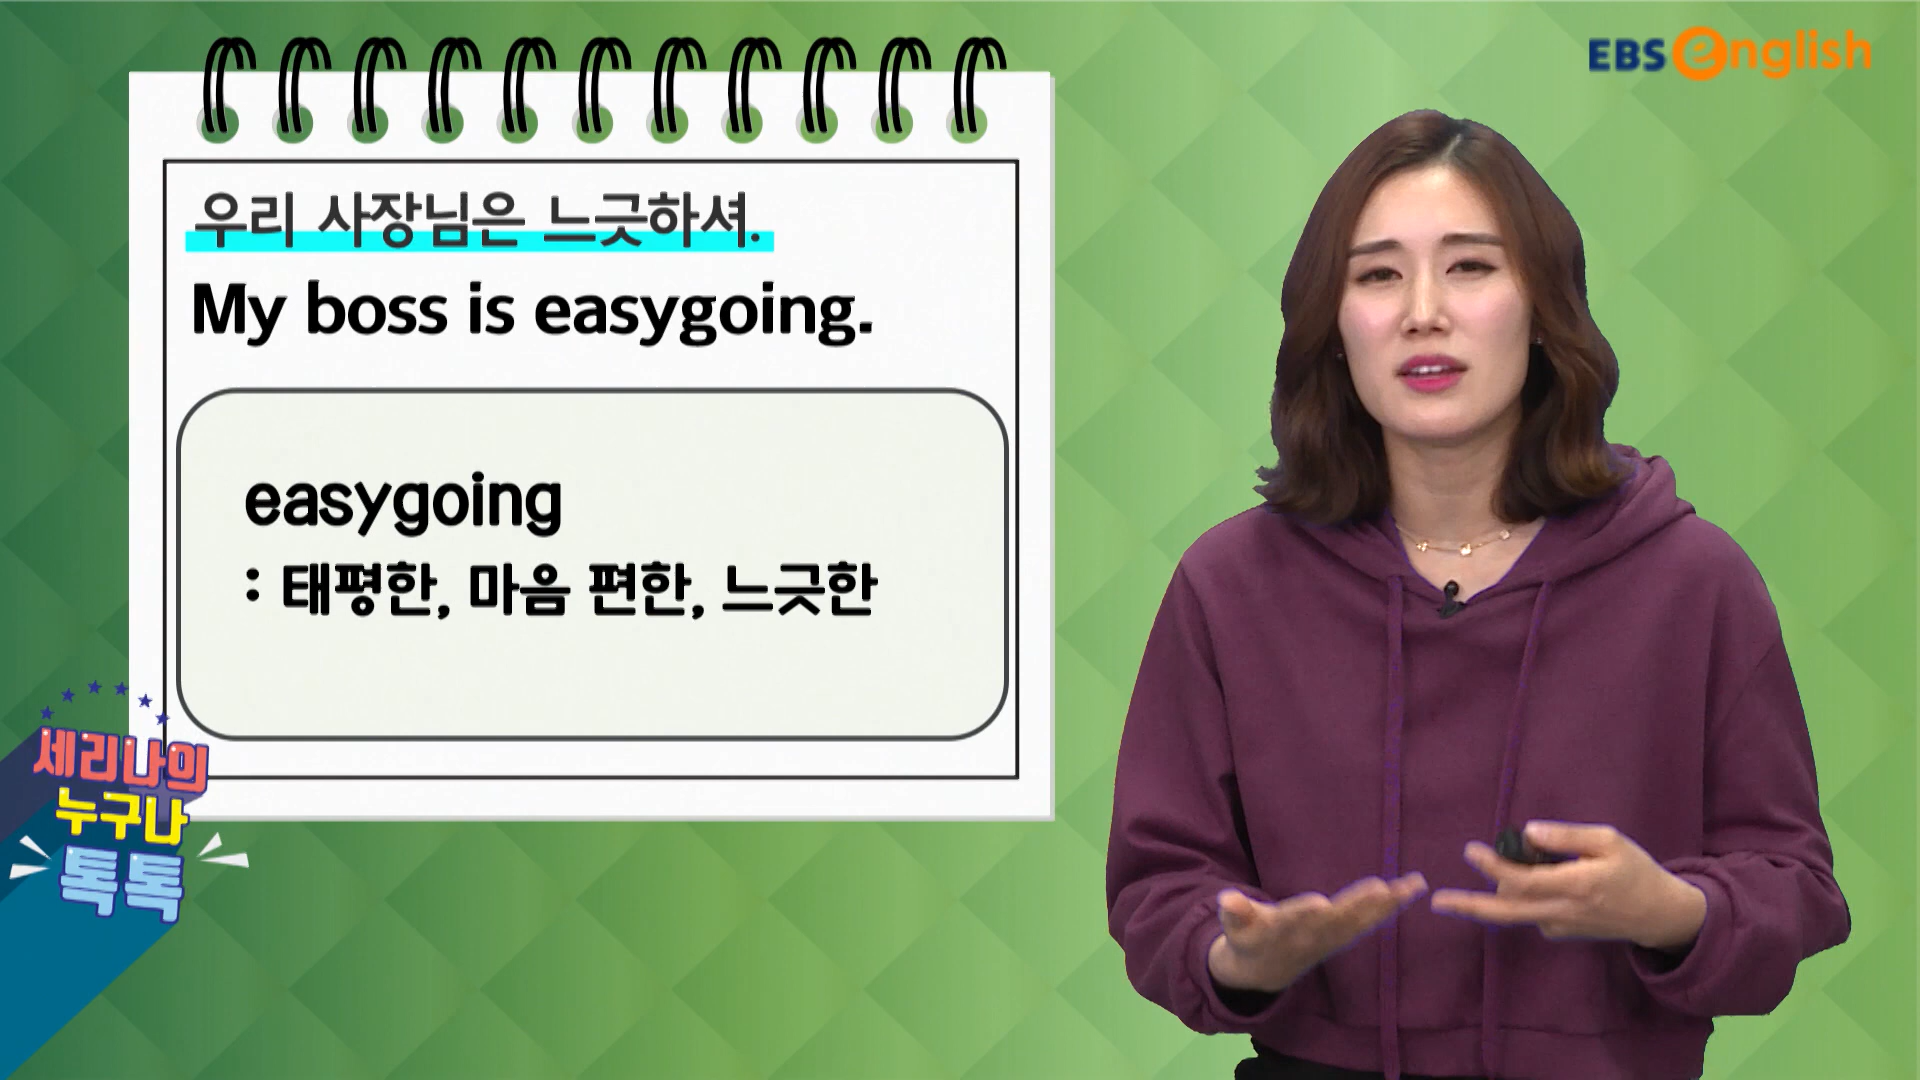 EBS english
우리 사장님은 느긋하셔.
My boss is easygoing.
easygoing
: 태평한, 마음 편한, 느긋한
세리나의
누구나
톡톡